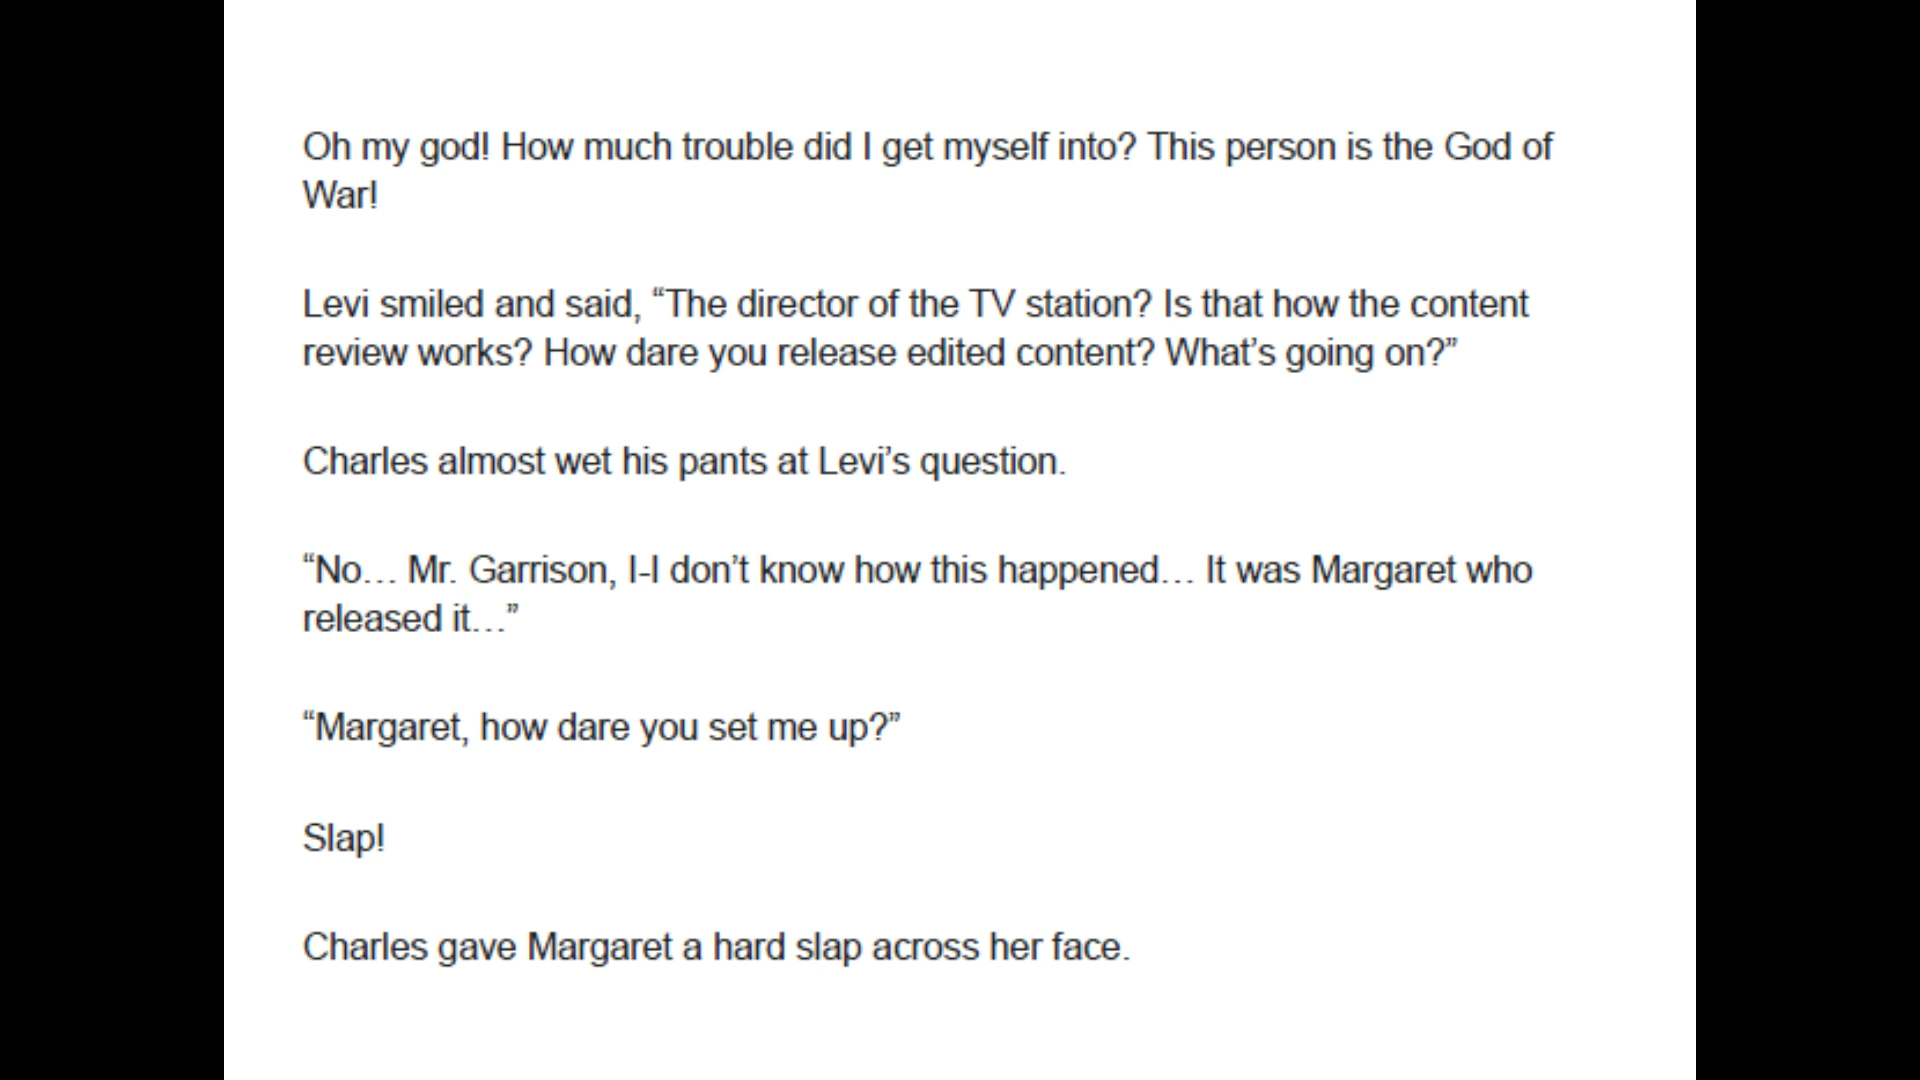 Oh my god! How much trouble did I get myself into? This person is the God of
War!
Levi smiled and said, “The director of the TV station? Is that how the content
review works? How dare you release edited content? What’s going on?”
Charles almost wet his pants at Levi’s question.
“No… Mr. Garrison, I-I don’t know how this happened… It was Margaret who
released it…”
“Margaret, how dare you set me up?”
Slap!
Charles gave Margaret a hard slap across her face.